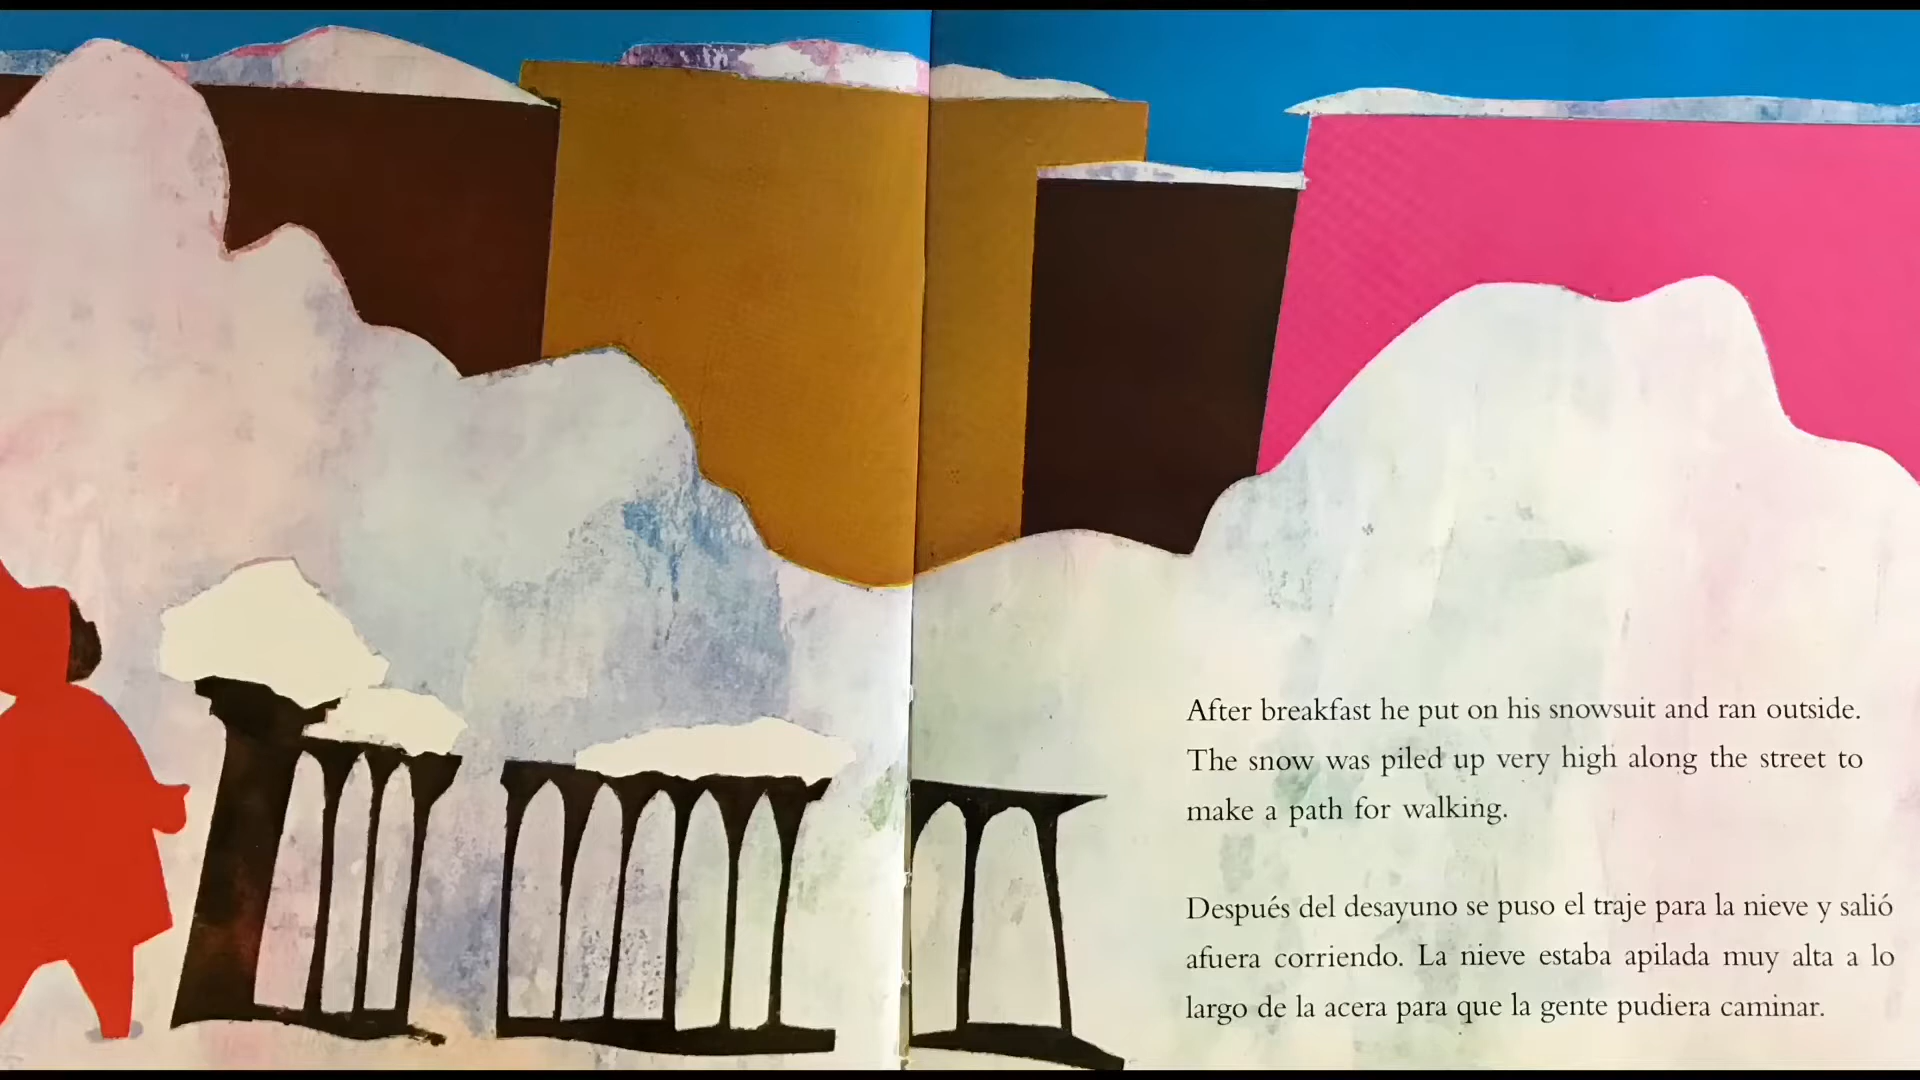 After breakfast he put on his snowsuit and ran outside.
The snow was piled up very high along the street to
make a path for walking.
Después del desayuno se puso el traje para la nieve y salió
afuera corriendo. La nieve estaba apilada muy alta a lo
largo de la acera para que la gente pudiera caminar.